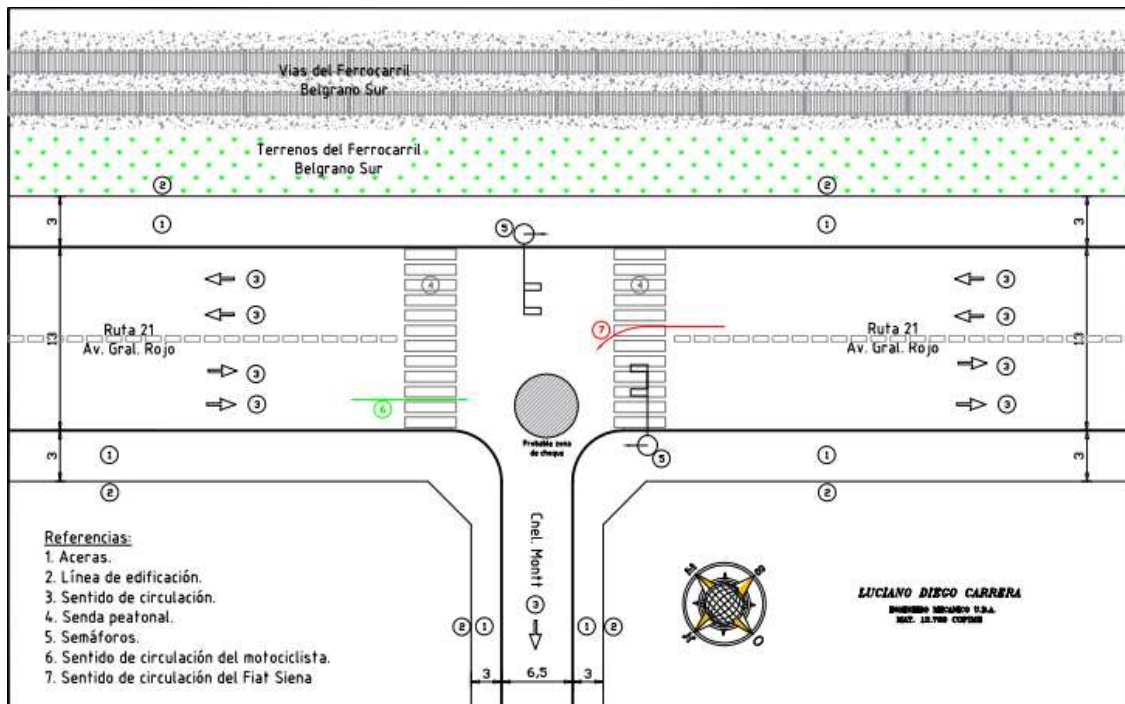 Vias del Ferrocarril
Belgrano Sur
Terrenos del Ferrocarril
Belgrano Sur
2
2
3
1
5
1
3
3
4
4
3
3
3
7
3
Ruta 21
Av. Gral. Rojo
13
Ruta 21
Av. Gral. Rojo
13
3
3
3
6
3
Probable zona
de choque
3
1
5
1
3
2
2
Cnel. Montt
3
2
1
1
2
3
6,5
3
Referencias:
1. Aceras.
2. Línea de edificación.
3. Sentido de circulación.
4. Senda peatonal.
5. Semáforos.
6. Sentido de circulación del motociclista.
7. Sentido de circulación del Fiat Siena
S
N
O
LUCIANO DIEGO CARRERA
INGENIERO MECANICO U.B.A.
MAT. COPIME